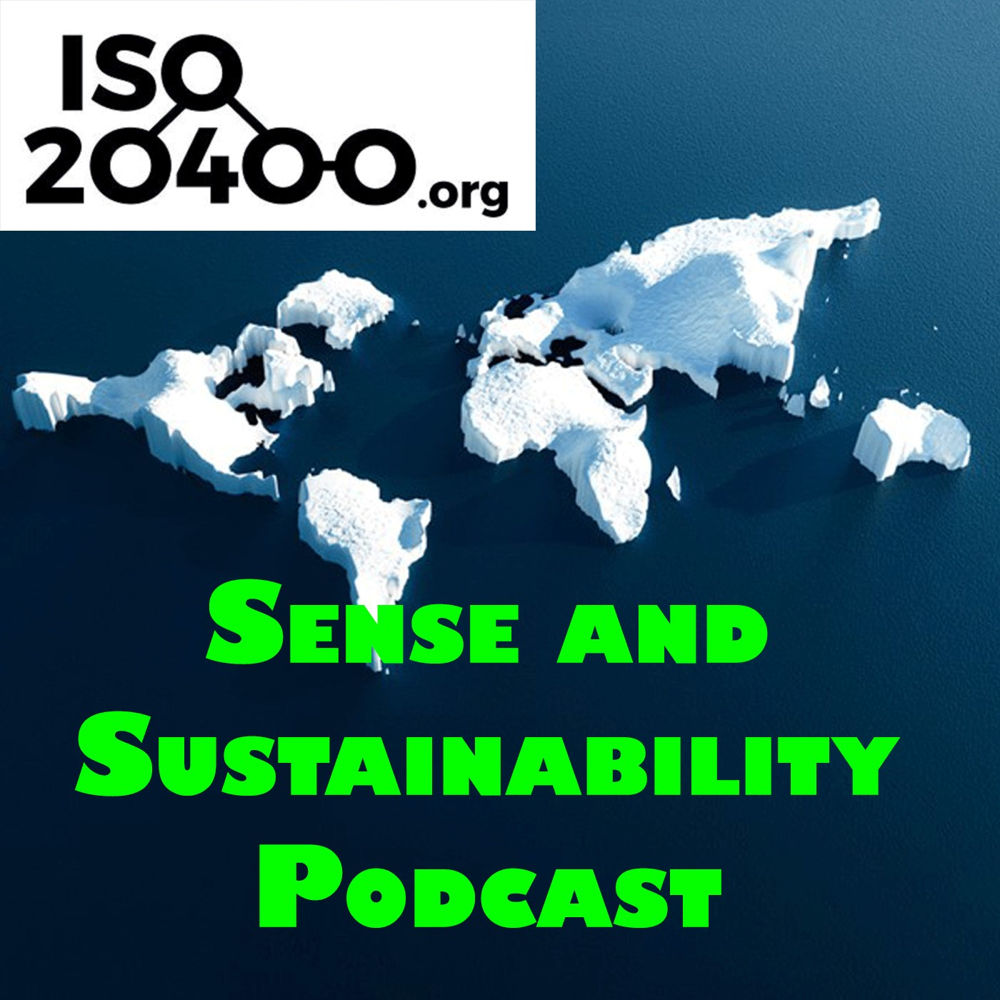 ISO
20400.org
Sense and
Sustainability
Podcast